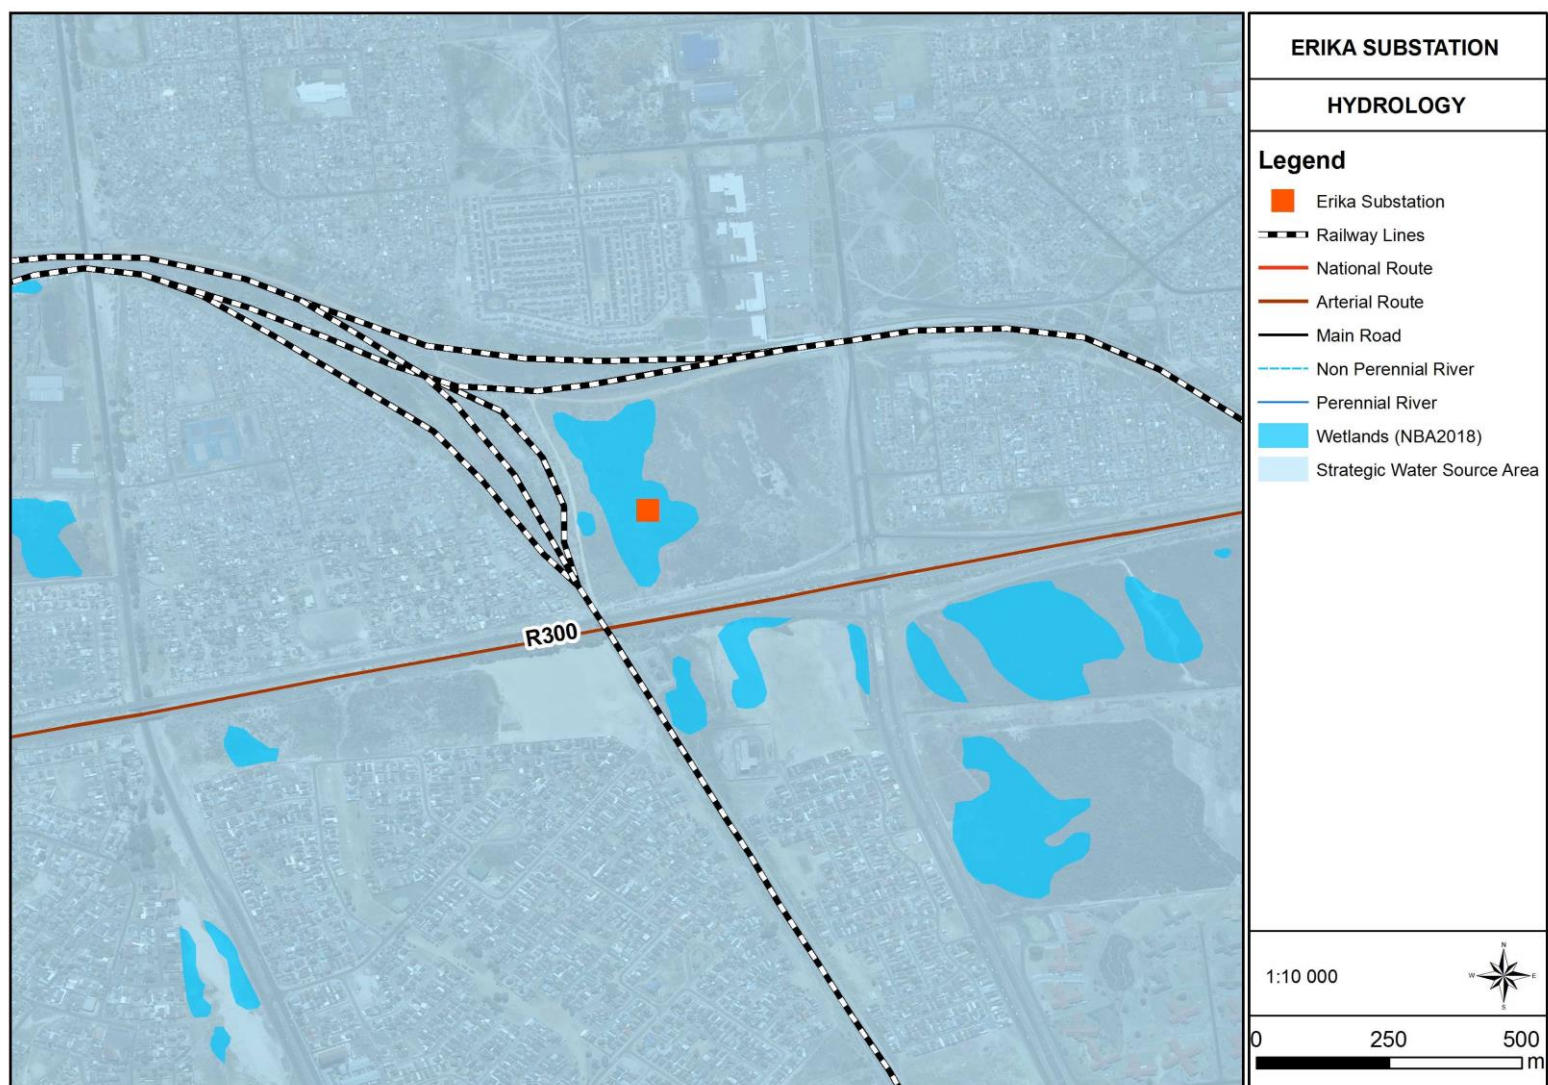 R300
ERIKA SUBSTATION
HYDROLOGY
Legend
Erika Substation
Railway Lines
National Route
Arterial Route
Main Road
Non Perennial River
Perennial River
Wetlands (NBA2018)
Strategic Water Source Area
1:10 000
N
W E
S
0 250 500
m